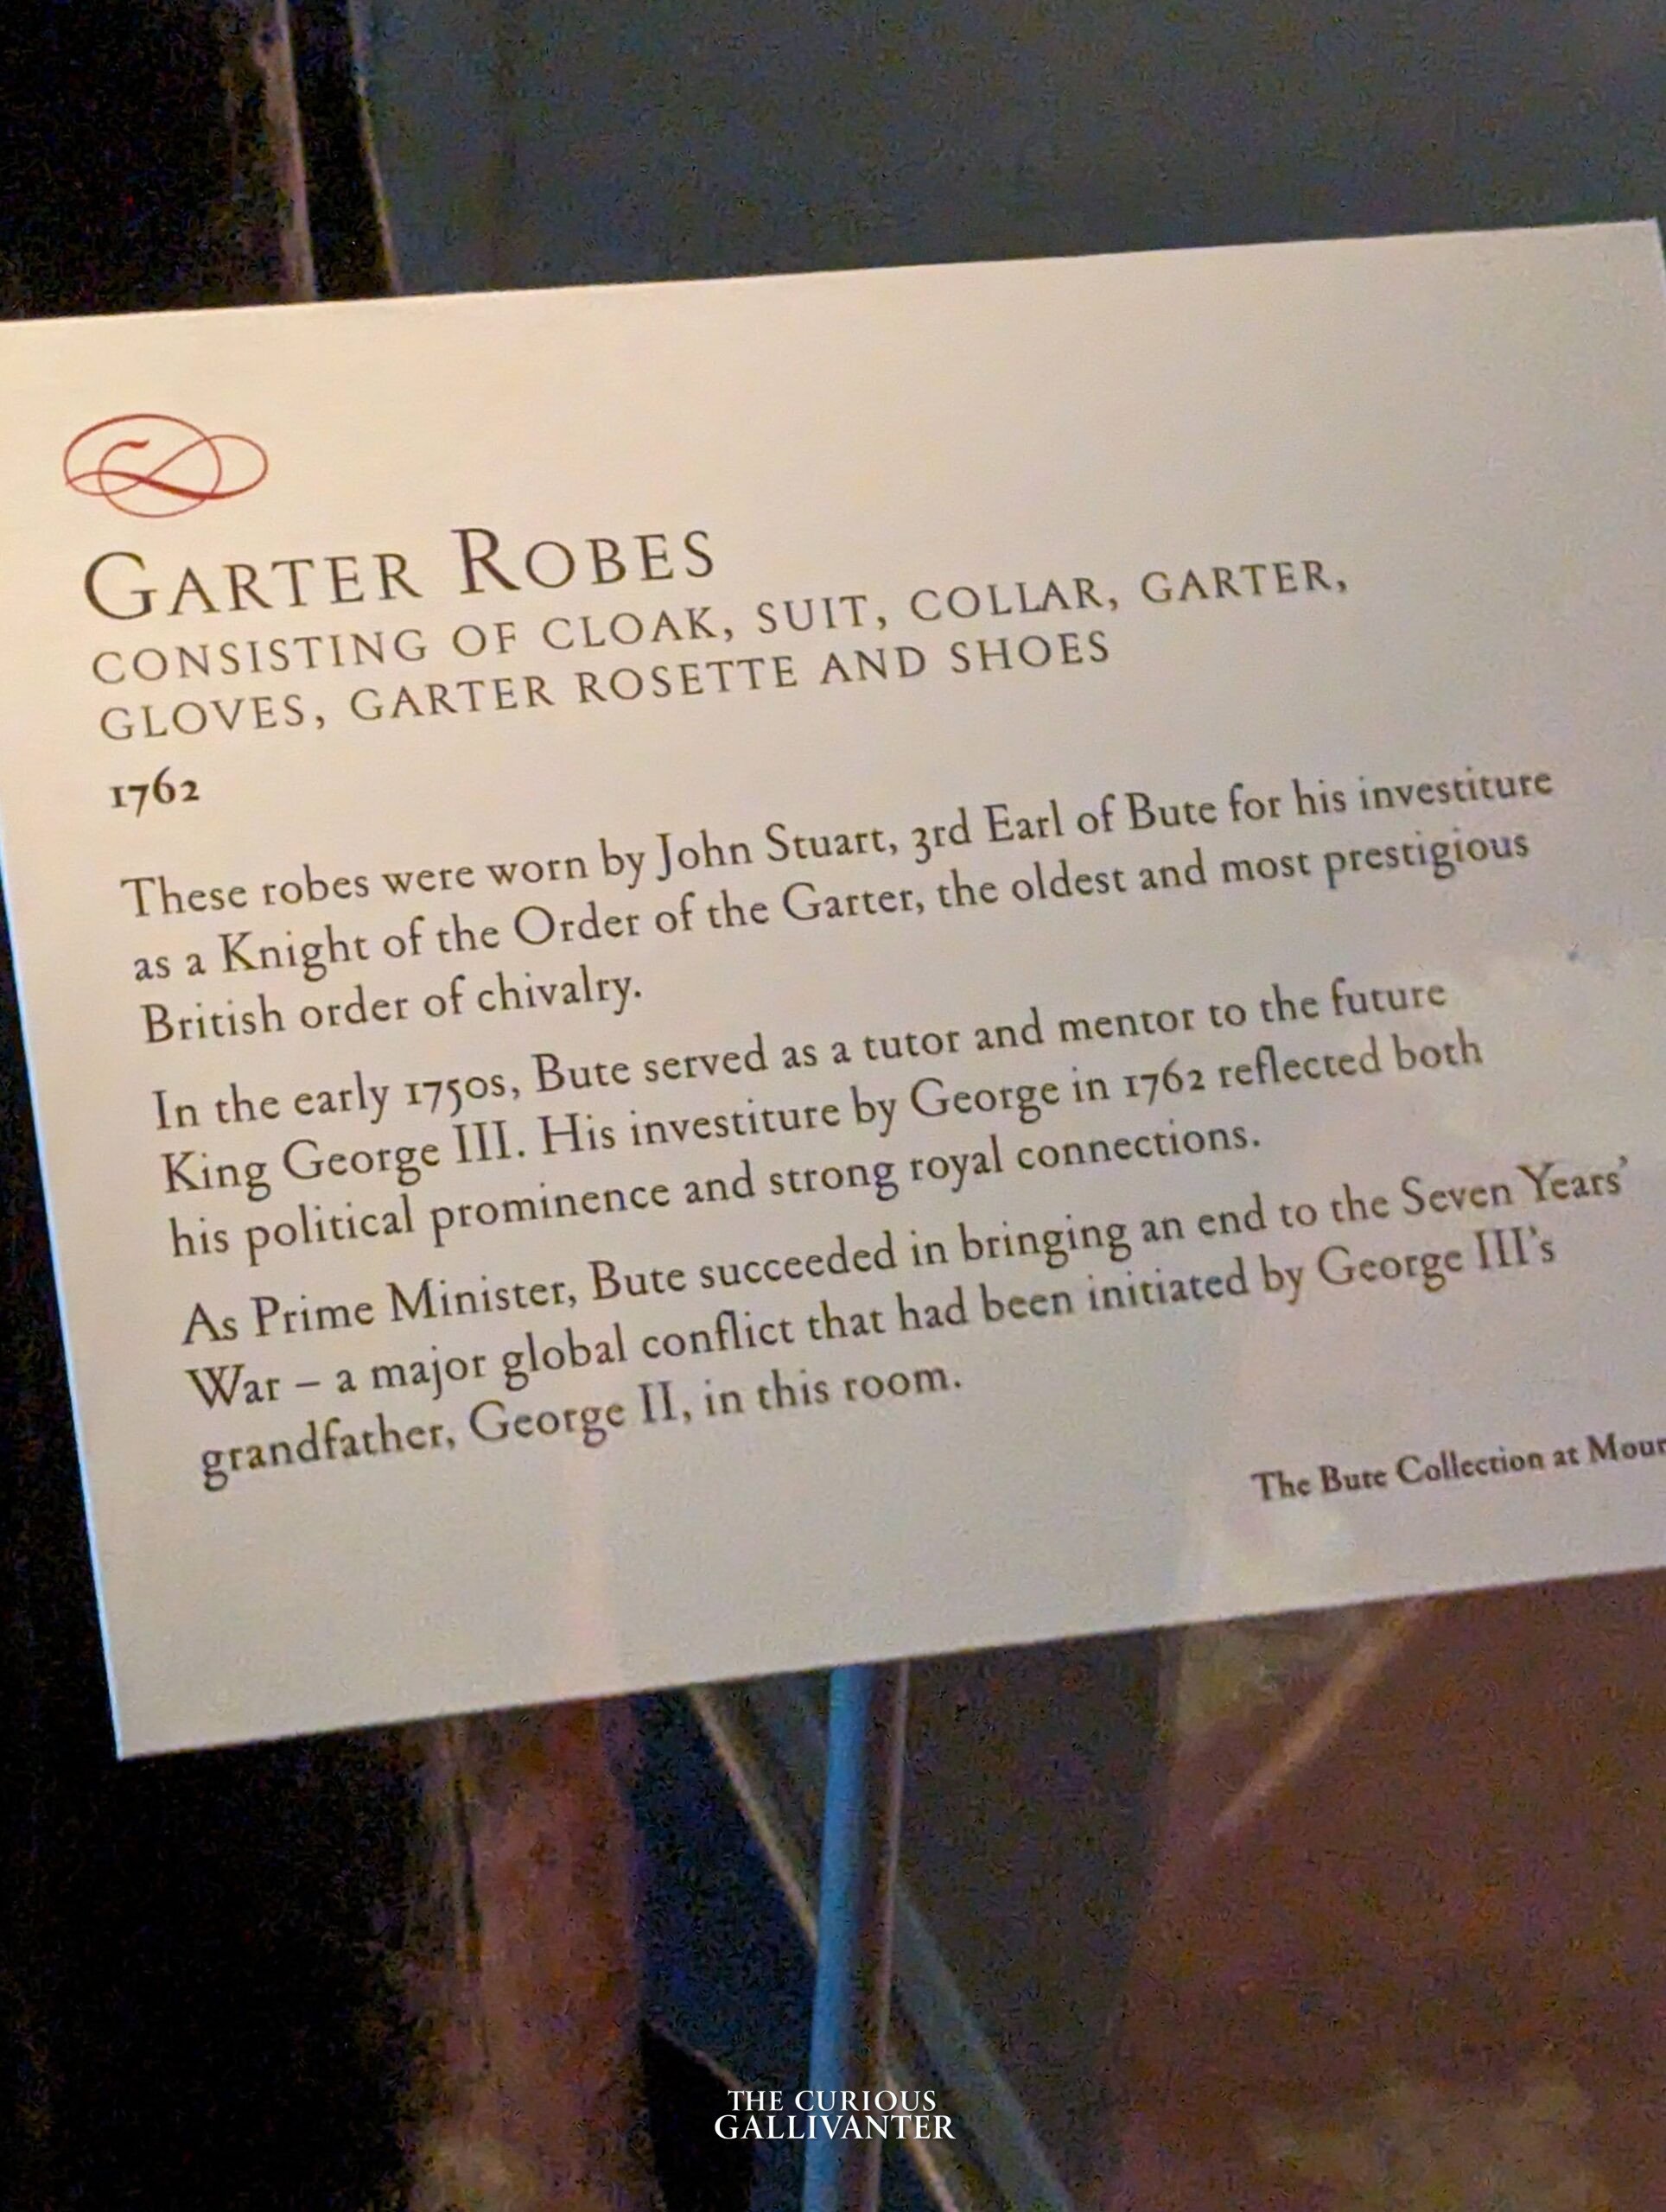 GARTER ROBES
CONSISTING OF CLOAK, SUIT, COLLAR, GARTER,
GLOVES, GARTER ROSETTE AND SHOES
1762
These robes were worn by John Stuart, 3rd Earl of Bute for his investiture
as a Knight of the Order of the Garter, the oldest and most prestigious
British order of chivalry.
In the early 1750s, Bute served as a tutor and mentor to the future
King George III. His investiture by George in 1762 reflected both
his political prominence and strong royal connections.
As Prime Minister, Bute succeeded in bringing an end to the Seven Years'
War – a major global conflict that had been initiated by George III's
grandfather, George II, in this room.
The Bute Collection at
THE CURIOUS
GALLIVANTER